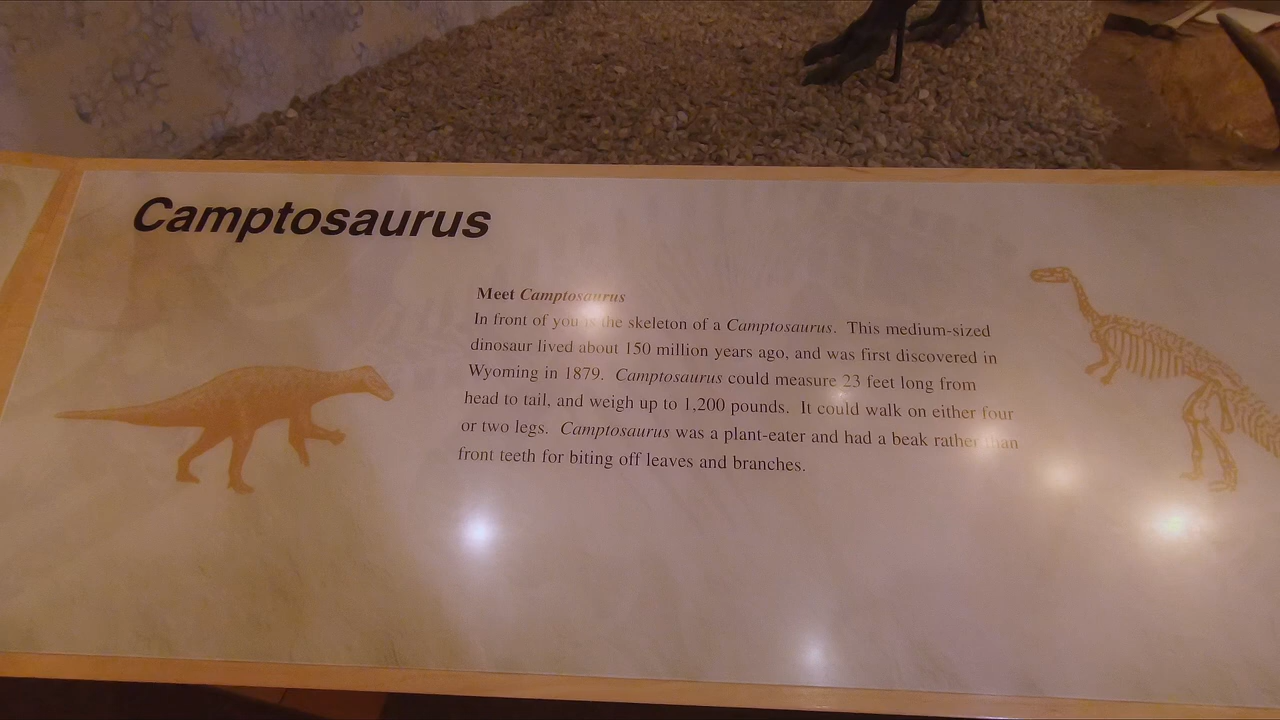 Camptosaurus
Meet Camptosaurus
In front of you is the skeleton of a Camptosaurus. This medium-sized
dinosaur lived about 150 million years ago, and was first discovered in
Wyoming in 1879. Camptosaurus could measure 23 feet long from
head to tail, and weigh up to 1,200 pounds. It could walk on either four
or two legs. Camptosaurus was a plant-eater and had a beak rather than
front teeth for biting off leaves and branches.